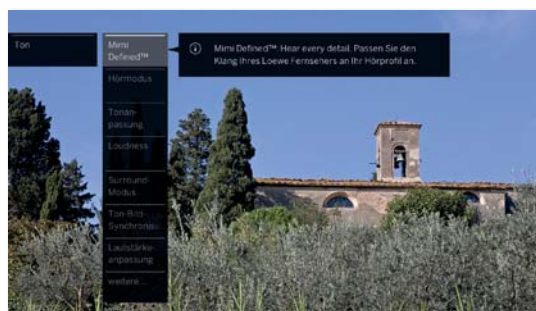 Ton
Mimi
Defined™
Mimi Defined™: Hear every detail. Passen Sie den
Klang Ihres Loewe Fernsehers an Ihr Hörprofil an.
Hörmodus
Tonan-
passung
Loudness
Surround-
Modus
Ton-Bild-
Synchronis...
Lautstärke-
anpassung
weitere...